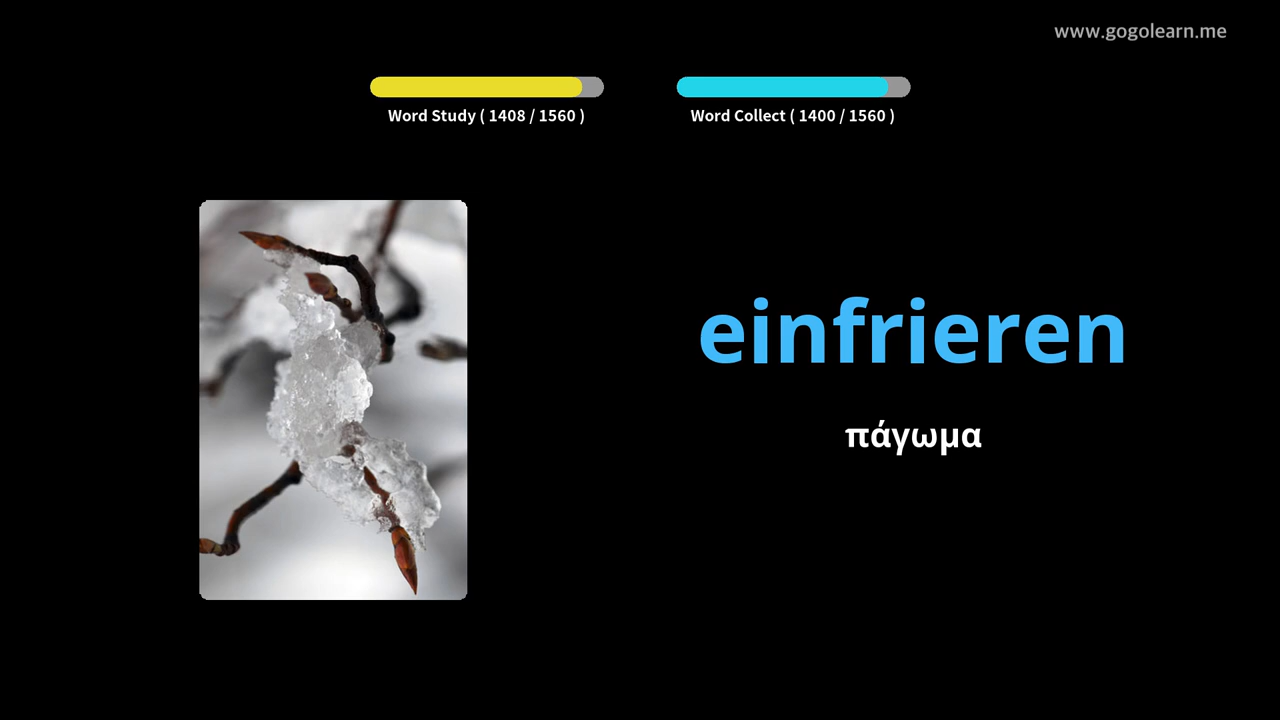 www.gogolearn.me
Word Study ( 1408 / 1560 )
Word Collect ( 1400 / 1560 )
einfrieren
πάγωμα